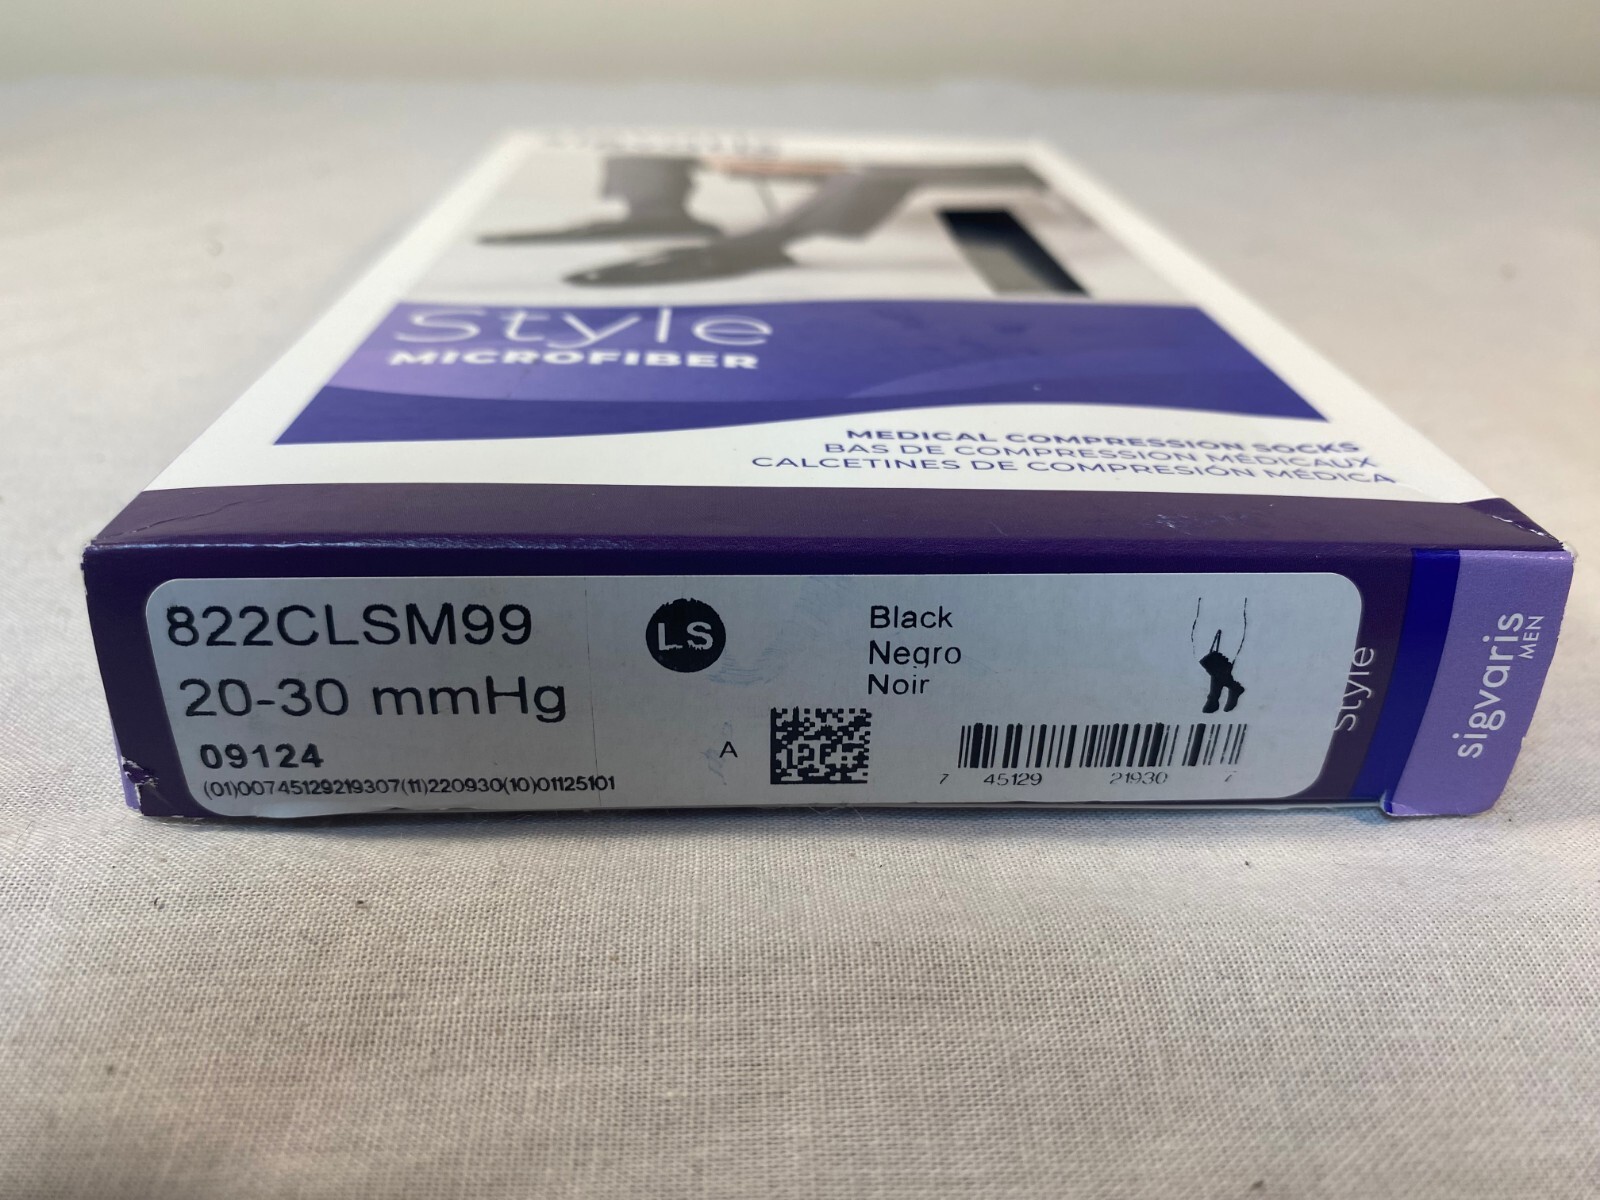 Style
MICROFIBER
MEDICAL COMPRESSION SOCKS
BAS DE COMPRESSION MÉDICAUX
CALCETINES DE COMPRESIÓN MÉDICA
822CLSM99
20-30 mmHg
09124
(01)00745129219307(11)220930(10)01125101
LS
A
Black
Negro
Noir
7 45129 21930
Style
sigvaris
MEN